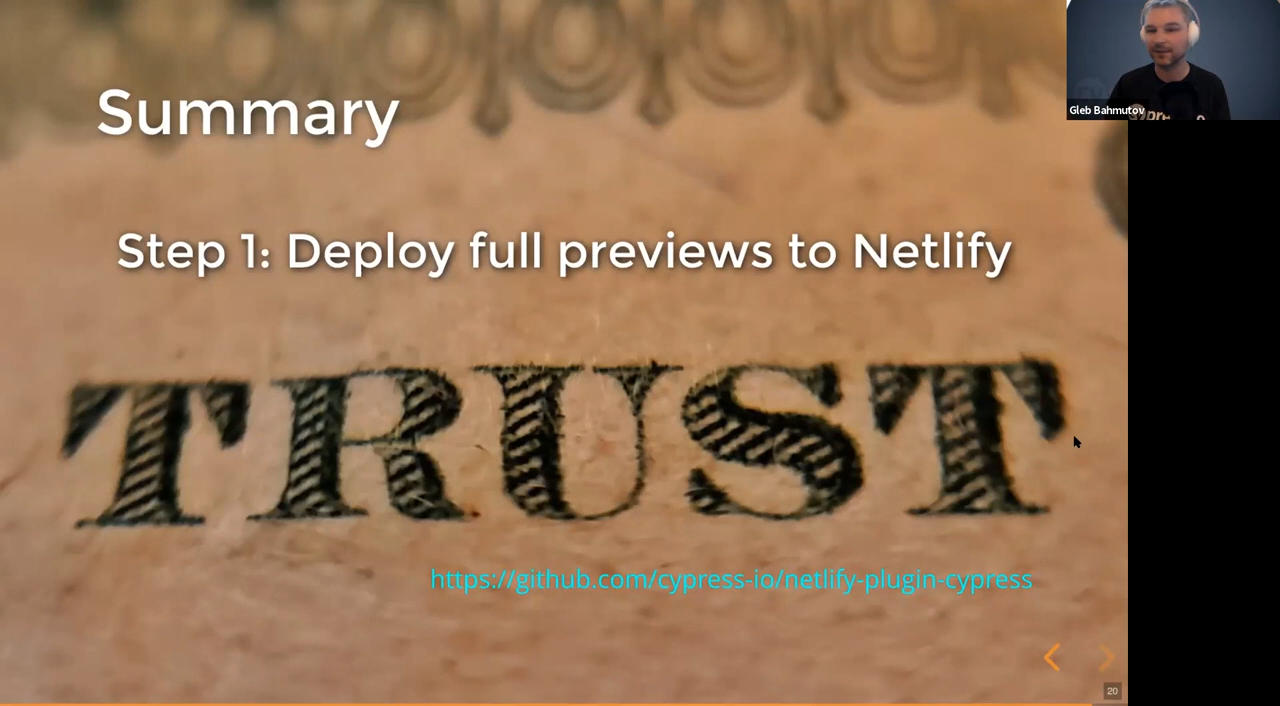 Summary
Gleb Bahmutov
Step 1: Deploy full previews to Netlify
TRUST
https://github.com/cypress-io/netlify-plugin-cypress
20